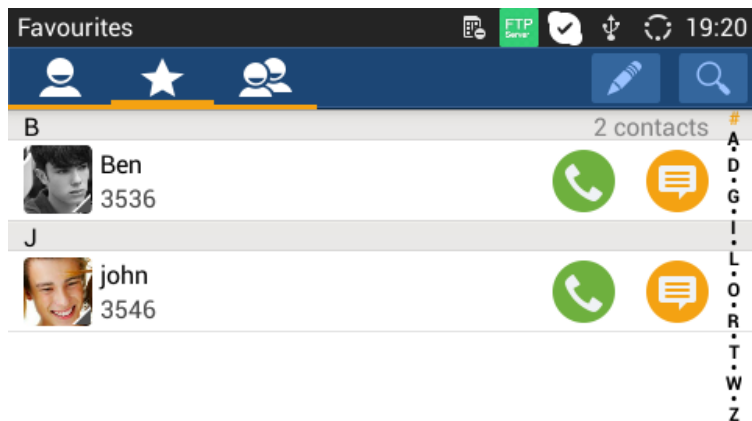 Favourites
FTP
Server
19:20
B
2 contacts
Ben
3536
J
john
3546
#
A
D
G
I
L
O
R
T
W
Z